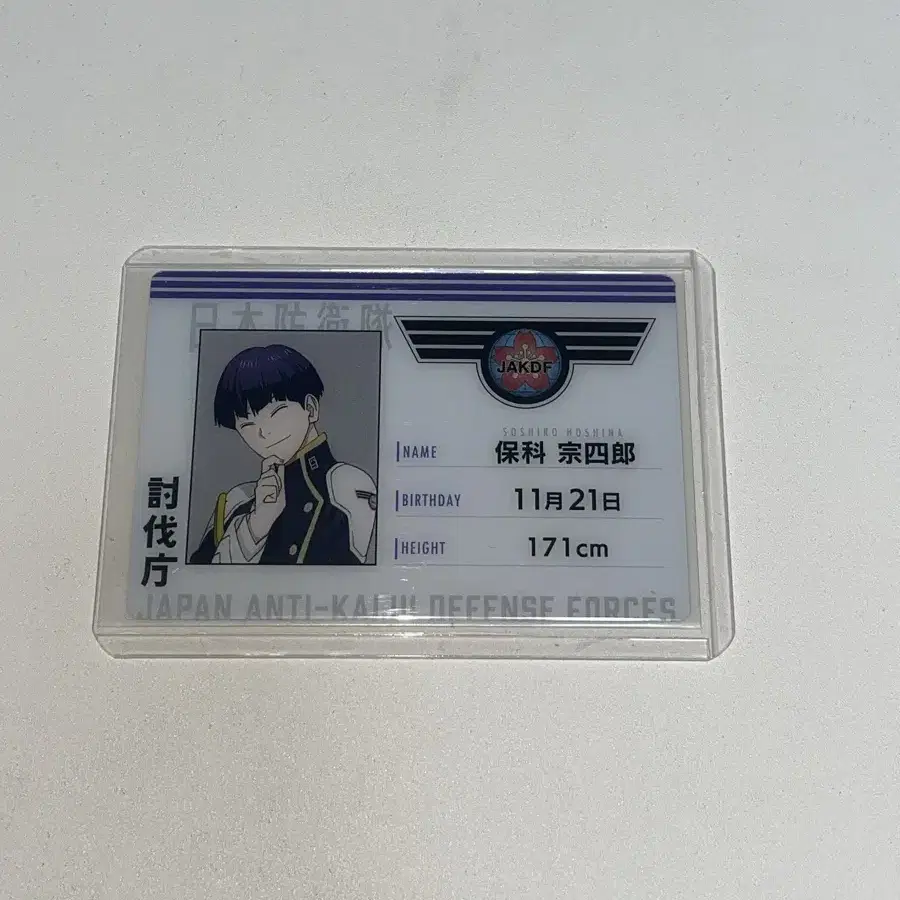 日本防衛隊
JAKDF
SOSHIRO HOSHINA
NAME 保科 宗四郎
BIRTHDAY 11月21日
HEIGHT 171cm
討伐庁
JAPAN ANTI-KAIJU DEFENSE FORCES